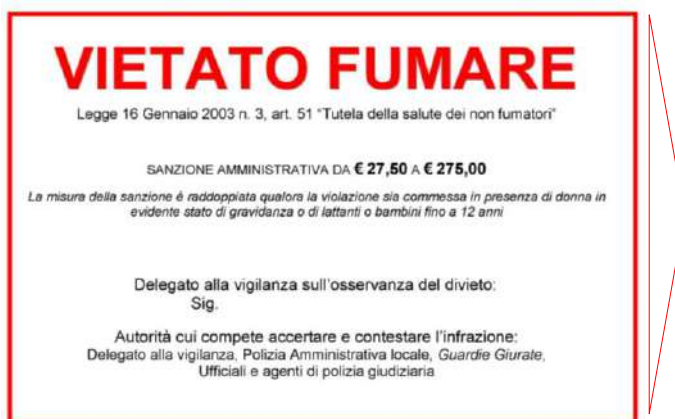 VIETATO FUMARE
Legge 16 Gennaio 2003 n. 3, art. 51 "Tutela della salute dei non fumatori"
SANZIONE AMMINISTRATIVA DA € 27,50 A € 275,00
La misura della sanzione è raddoppiata qualora la violazione sia commessa in presenza di donna in
evidente stato di gravidanza o di lattanti o bambini fino a 12 anni
Delegato alla vigilanza sull'osservanza del divieto:
Sig.
Autorità cui compete accertare e contestare l'infrazione:
Delegato alla vigilanza, Polizia Amministrativa locale, Guardie Giurate,
Ufficiali e agenti di polizia giudiziaria